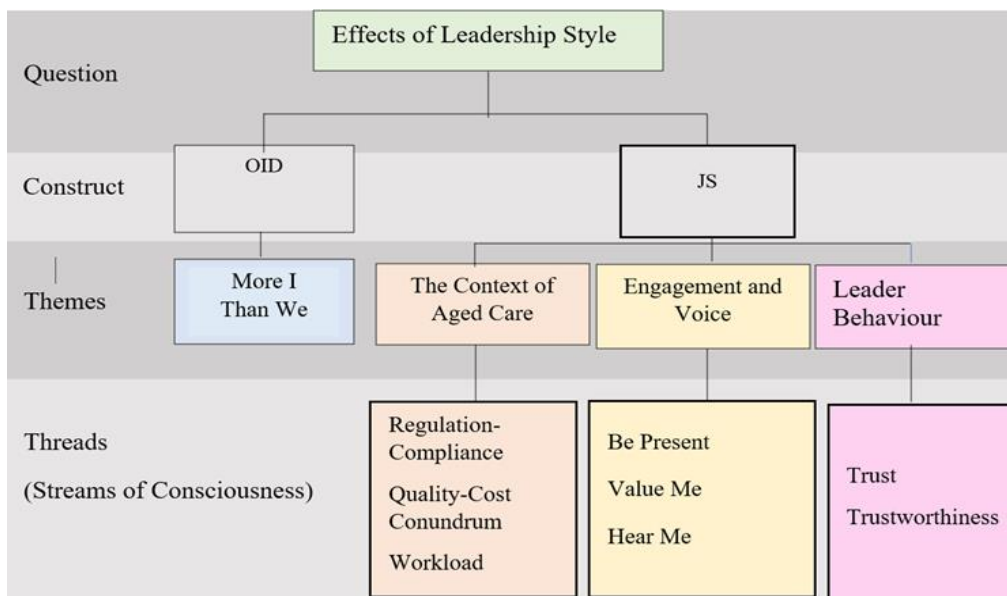 Effects of Leadership Style
Question
Construct
OID
JS
Themes
More I
Than We
The Context of
Aged Care
Engagement and
Voice
Leader
Behaviour
Threads
(Streams of Consciousness)
Regulation-
Compliance
Quality-Cost
Conundrum
Workload
Be Present
Value Me
Hear Me
Trust
Trustworthiness